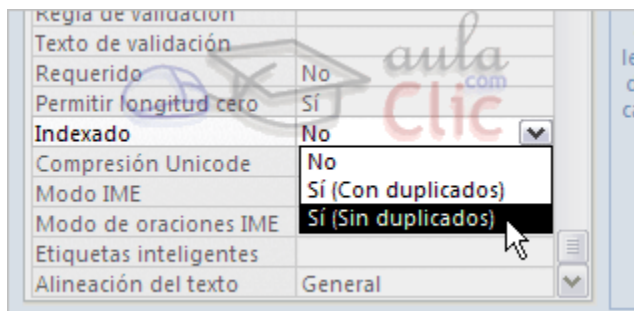 Regla de validación
Texto de validación
Requerido No
Permitir longitud cero Sí
Indexado No
Compresión Unicode No
Modo IME Sí (Con duplicados)
Modo de oraciones IME Sí (Sin duplicados)
Etiquetas inteligentes
Alineación del texto General
aula
.com
Clic